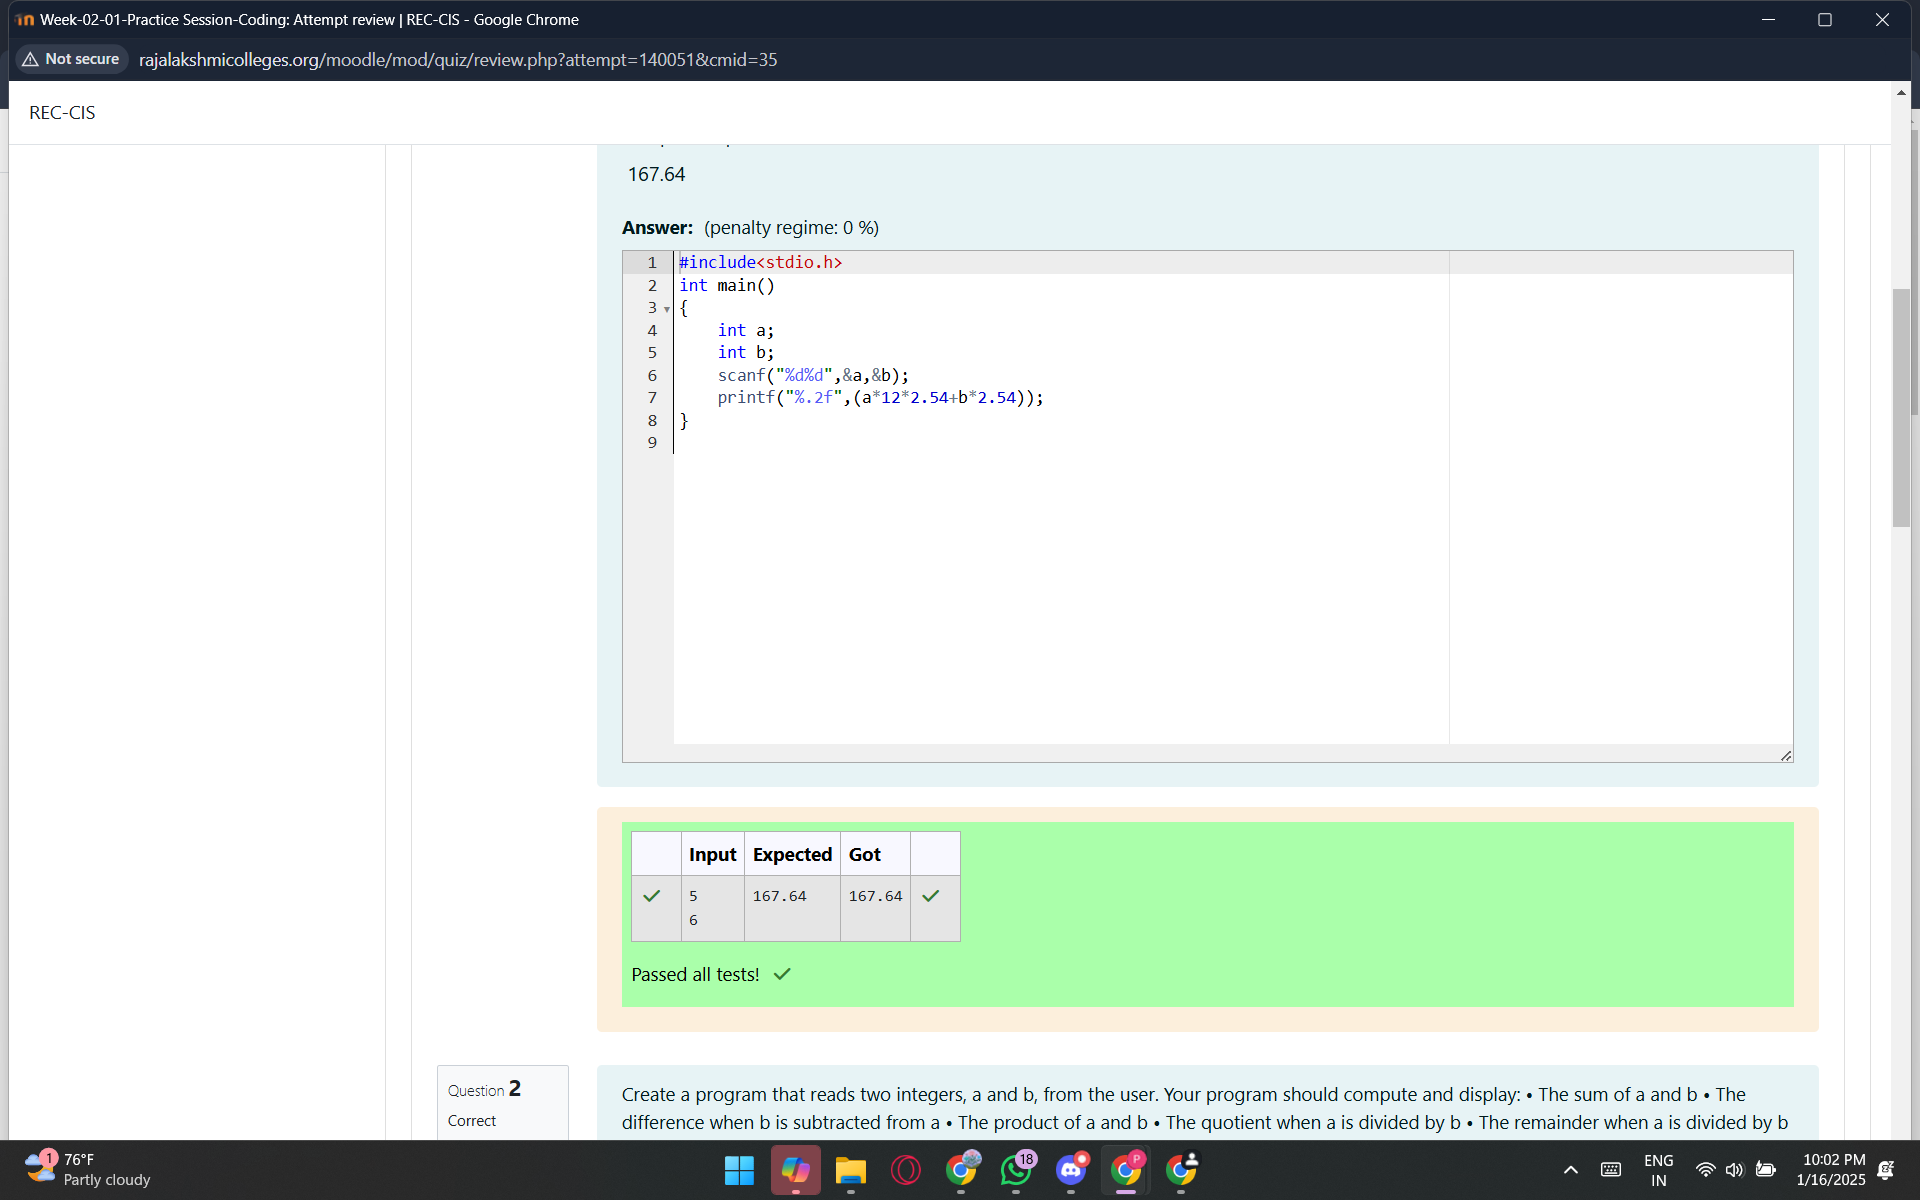 Week-02-01-Practice Session-Coding: Attempt review | REC-CIS - Google Chrome
Not secure rajalakshmicolleges.org/moodle/mod/quiz/review.php?attempt=140051&cmid=35
REC-CIS
167.64
Answer: (penalty regime: 0 %)
1 #include<stdio.h>
2 int main()
3 {
4 int a;
5 int b;
6 scanf("%d%d",&a,&b);
7 printf("%.2f",(a*12*2.54+b*2.54));
8 }
9
Input Expected Got
5 167.64 167.64
6
Passed all tests!
Question 2
Correct
Create a program that reads two integers, a and b, from the user. Your program should compute and display: • The sum of a and b • The
difference when b is subtracted from a • The product of a and b • The quotient when a is divided by b • The remainder when a is divided by b
1
76°F
Partly cloudy
18
P
ENG
IN
10:02 PM
1/16/2025